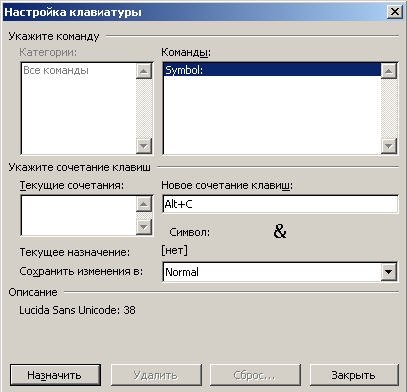 Настройка клавиатуры
Укажите команду
Категории: Команды:
Все команды Symbol:
Укажите сочетание клавиш
Текущие сочетания: Новое сочетание клавиш:
Alt+C
Символ: &
Текущее назначение: [нет]
Сохранить изменения в: Normal
Описание
Lucida Sans Unicode: 38
Назначить Удалить Сброс... Закрыть